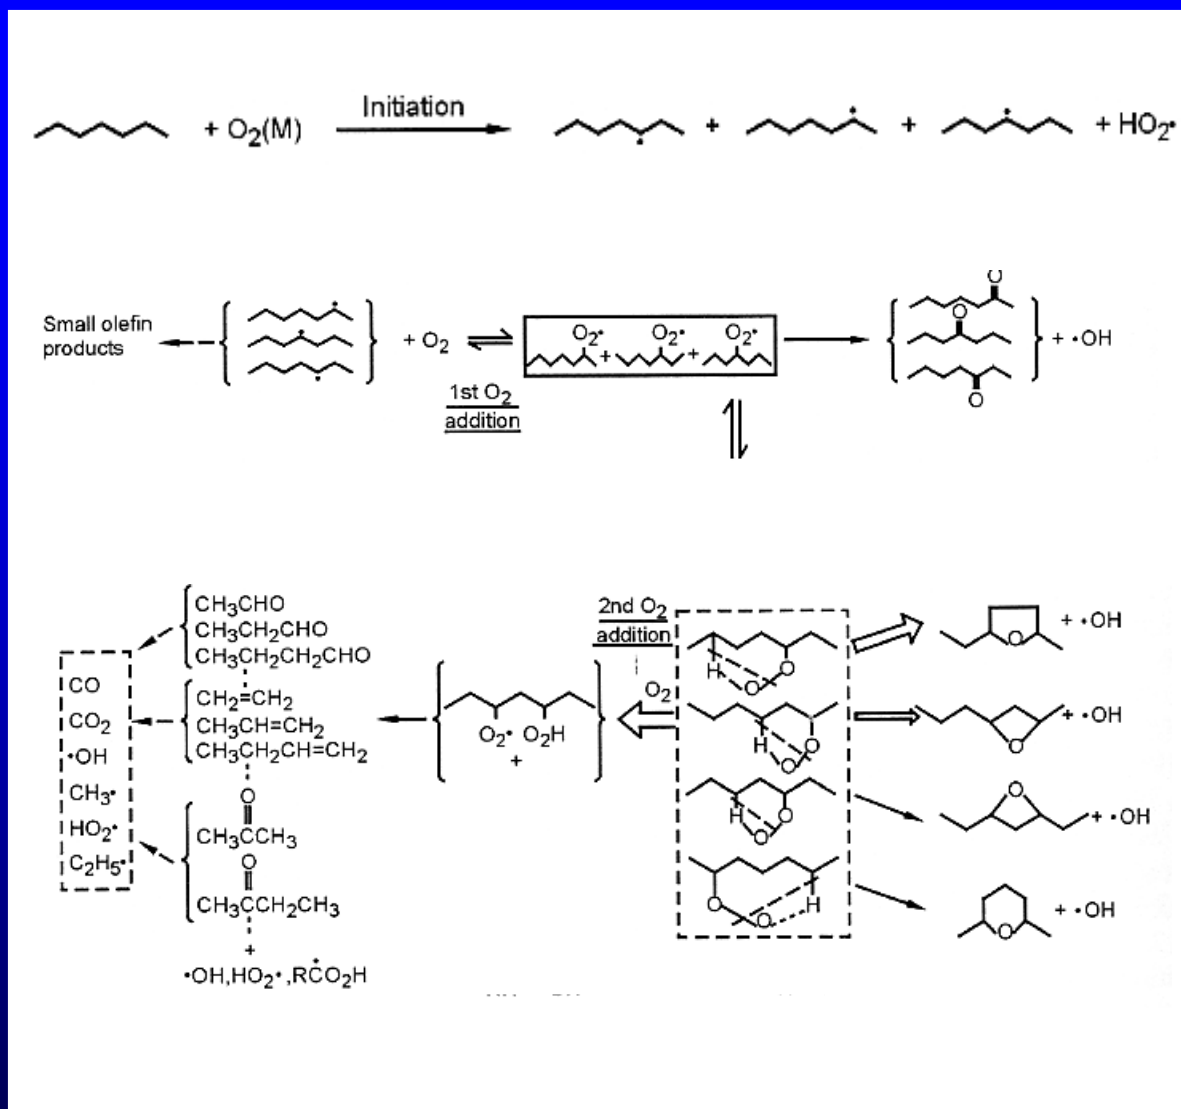 Initiation
+ O₂(M)
+
+
+ HO₂•
Small olefin
products
+ O₂
1st O₂
addition
O₂•
+
O₂•
+
O₂•
O
O
O
+ •OH
CH₃CHO
CH₃CH₂CHO
CH₃CH₂CH₂CHO
CH₂=CH₂
CH₃CH=CH₂
CH₃CH₂CH=CH₂
O
CH₃CCH₃
O
CH₃CCH₂CH₃
+
•OH,HO₂•,RĊO₂H
CO
CO₂
•OH
CH₃•
HO₂•
C₂H₅•
O₂• O₂H
+
2nd O₂
addition
O₂
H O
O
H O
O
H O
O
O H
O
O
+ •OH
O
+ •OH
O
+ •OH
O
+ •OH